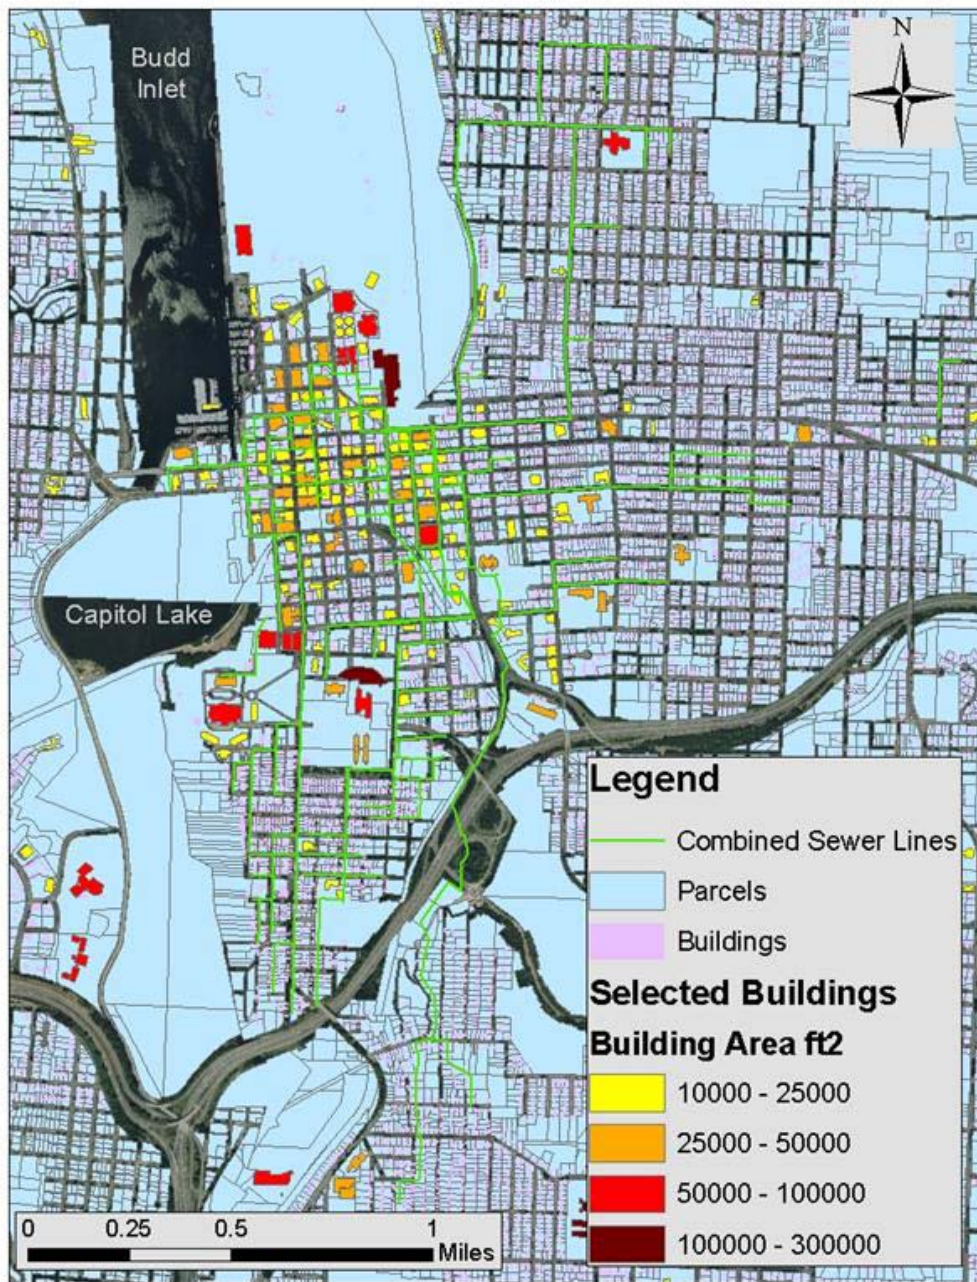 N
Budd
Inlet
Capitol Lake
Legend
Combined Sewer Lines
Parcels
Buildings
Selected Buildings
Building Area ft2
10000 - 25000
25000 - 50000
50000 - 100000
100000 - 300000
0 0.25 0.5 1
Miles